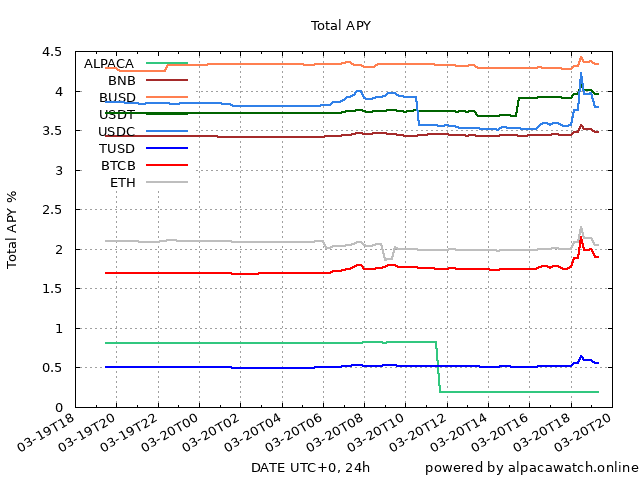 Total APY
4.5
4
3.5
3
2.5
2
1.5
1
0.5
0
Total APY %
ALPACA
BNB
BUSD
USDT
USDC
TUSD
BTCB
ETH
03-19T18
03-19T20
03-19T22
03-20T00
03-20T02
03-20T04
03-20T06
03-20T08
03-20T10
03-20T12
03-20T14
03-20T16
03-20T18
03-20T20
DATE UTC+0, 24h
powered by alpacawatch.online